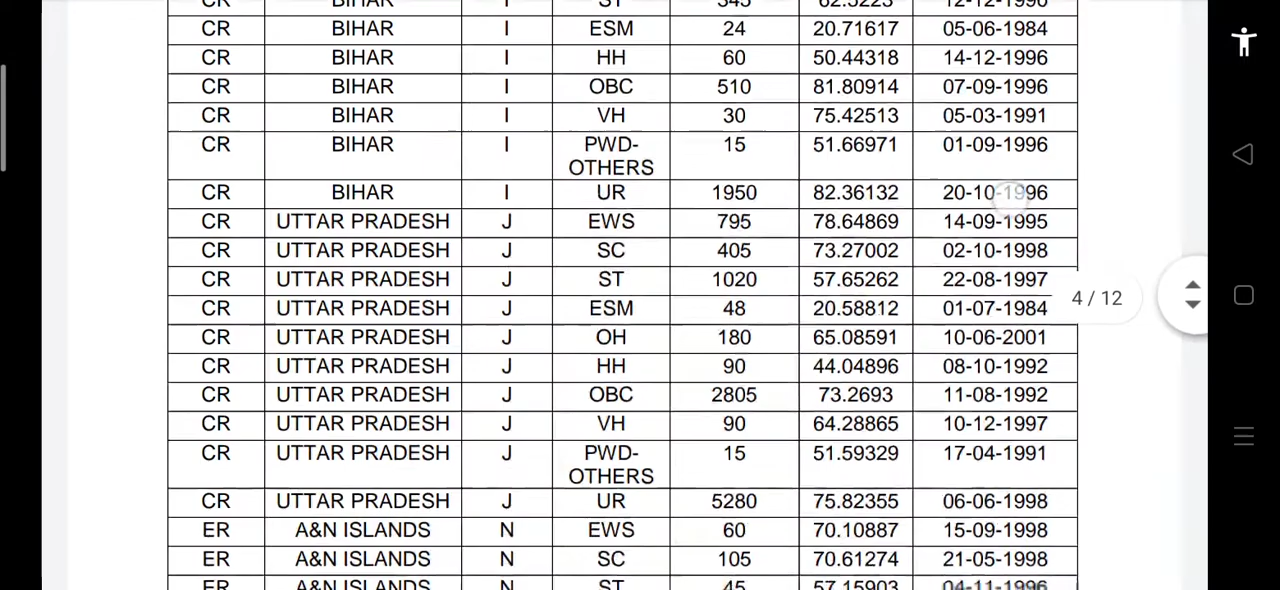 CR BIHAR I ST 345 62.5223 12-12-1996
CR BIHAR I ESM 24 20.71617 05-06-1984
CR BIHAR I HH 60 50.44318 14-12-1996
CR BIHAR I OBC 510 81.80914 07-09-1996
CR BIHAR I VH 30 75.42513 05-03-1991
CR BIHAR I PWD- 15 51.66971 01-09-1996
OTHERS
CR BIHAR I UR 1950 82.36132 20-10-1996
CR UTTAR PRADESH J EWS 795 78.64869 14-09-1995
CR UTTAR PRADESH J SC 405 73.27002 02-10-1998
CR UTTAR PRADESH J ST 1020 57.65262 22-08-1997
4 / 12
CR UTTAR PRADESH J ESM 48 20.58812 01-07-1984
CR UTTAR PRADESH J OH 180 65.08591 10-06-2001
CR UTTAR PRADESH J HH 90 44.04896 08-10-1992
CR UTTAR PRADESH J OBC 2805 73.2693 11-08-1992
CR UTTAR PRADESH J VH 90 64.28865 10-12-1997
CR UTTAR PRADESH J PWD- 15 51.59329 17-04-1991
OTHERS
CR UTTAR PRADESH J UR 5280 75.82355 06-06-1998
ER A&N ISLANDS N EWS 60 70.10887 15-09-1998
ER A&N ISLANDS N SC 105 70.61274 21-05-1998
ER A&N ISLANDS N ST 45 57.15903 04-11-1996